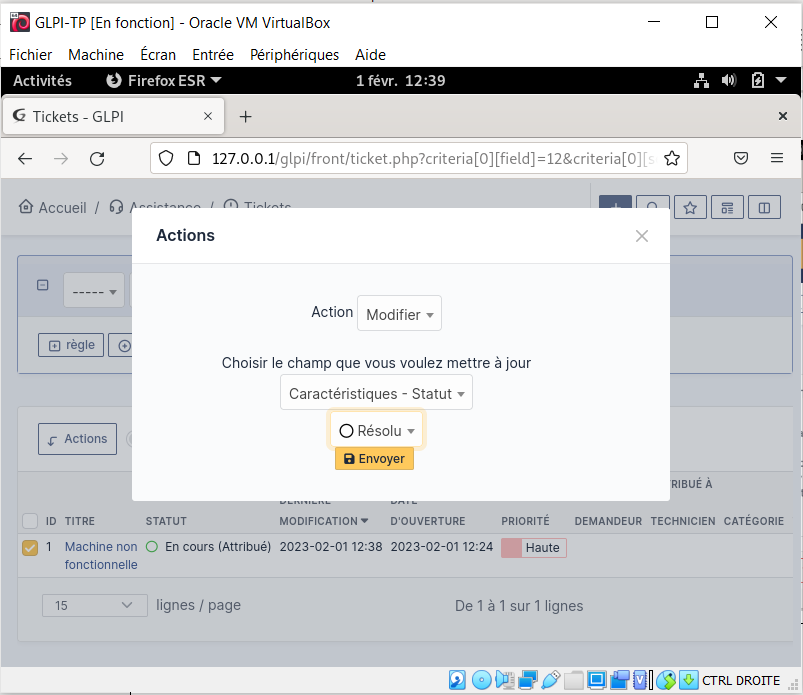 GLPI-TP [En fonction] - Oracle VM VirtualBox
Fichier Machine Écran Entrée Périphériques Aide
Activités Firefox ESR 1 févr. 12:39
Tickets - GLPI
127.0.0.1/glpi/front/ticket.php?criteria[0][field]=12&criteria[0][s
Accueil / Assistance / Tickets
Actions
-----
Action Modifier
règle
Choisir le champ que vous voulez mettre à jour
Caractéristiques - Statut
Résolu
Actions
Envoyer
DERNIÈRE DATE RIBUÉ À
ID TITRE STATUT MODIFICATION D'OUVERTURE PRIORITÉ DEMANDEUR TECHNICIEN CATÉGORIE
1 Machine non En cours (Attribué) 2023-02-01 12:38 2023-02-01 12:24 Haute
fonctionnelle
15 lignes / page De 1 à 1 sur 1 lignes
CTRL DROITE